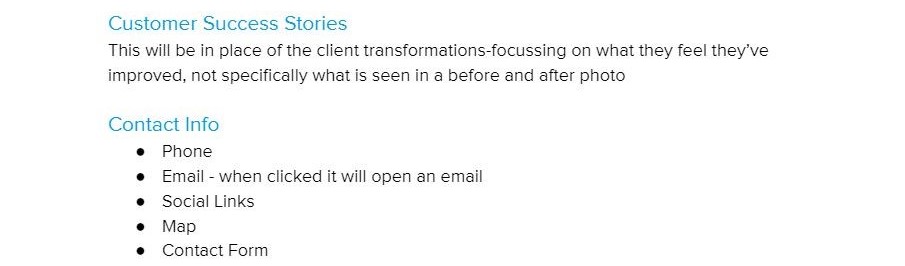 Customer Success Stories
This will be in place of the client transformations-focussing on what they feel they've
improved, not specifically what is seen in a before and after photo
Contact Info
● Phone
● Email - when clicked it will open an email
● Social Links
● Map
● Contact Form